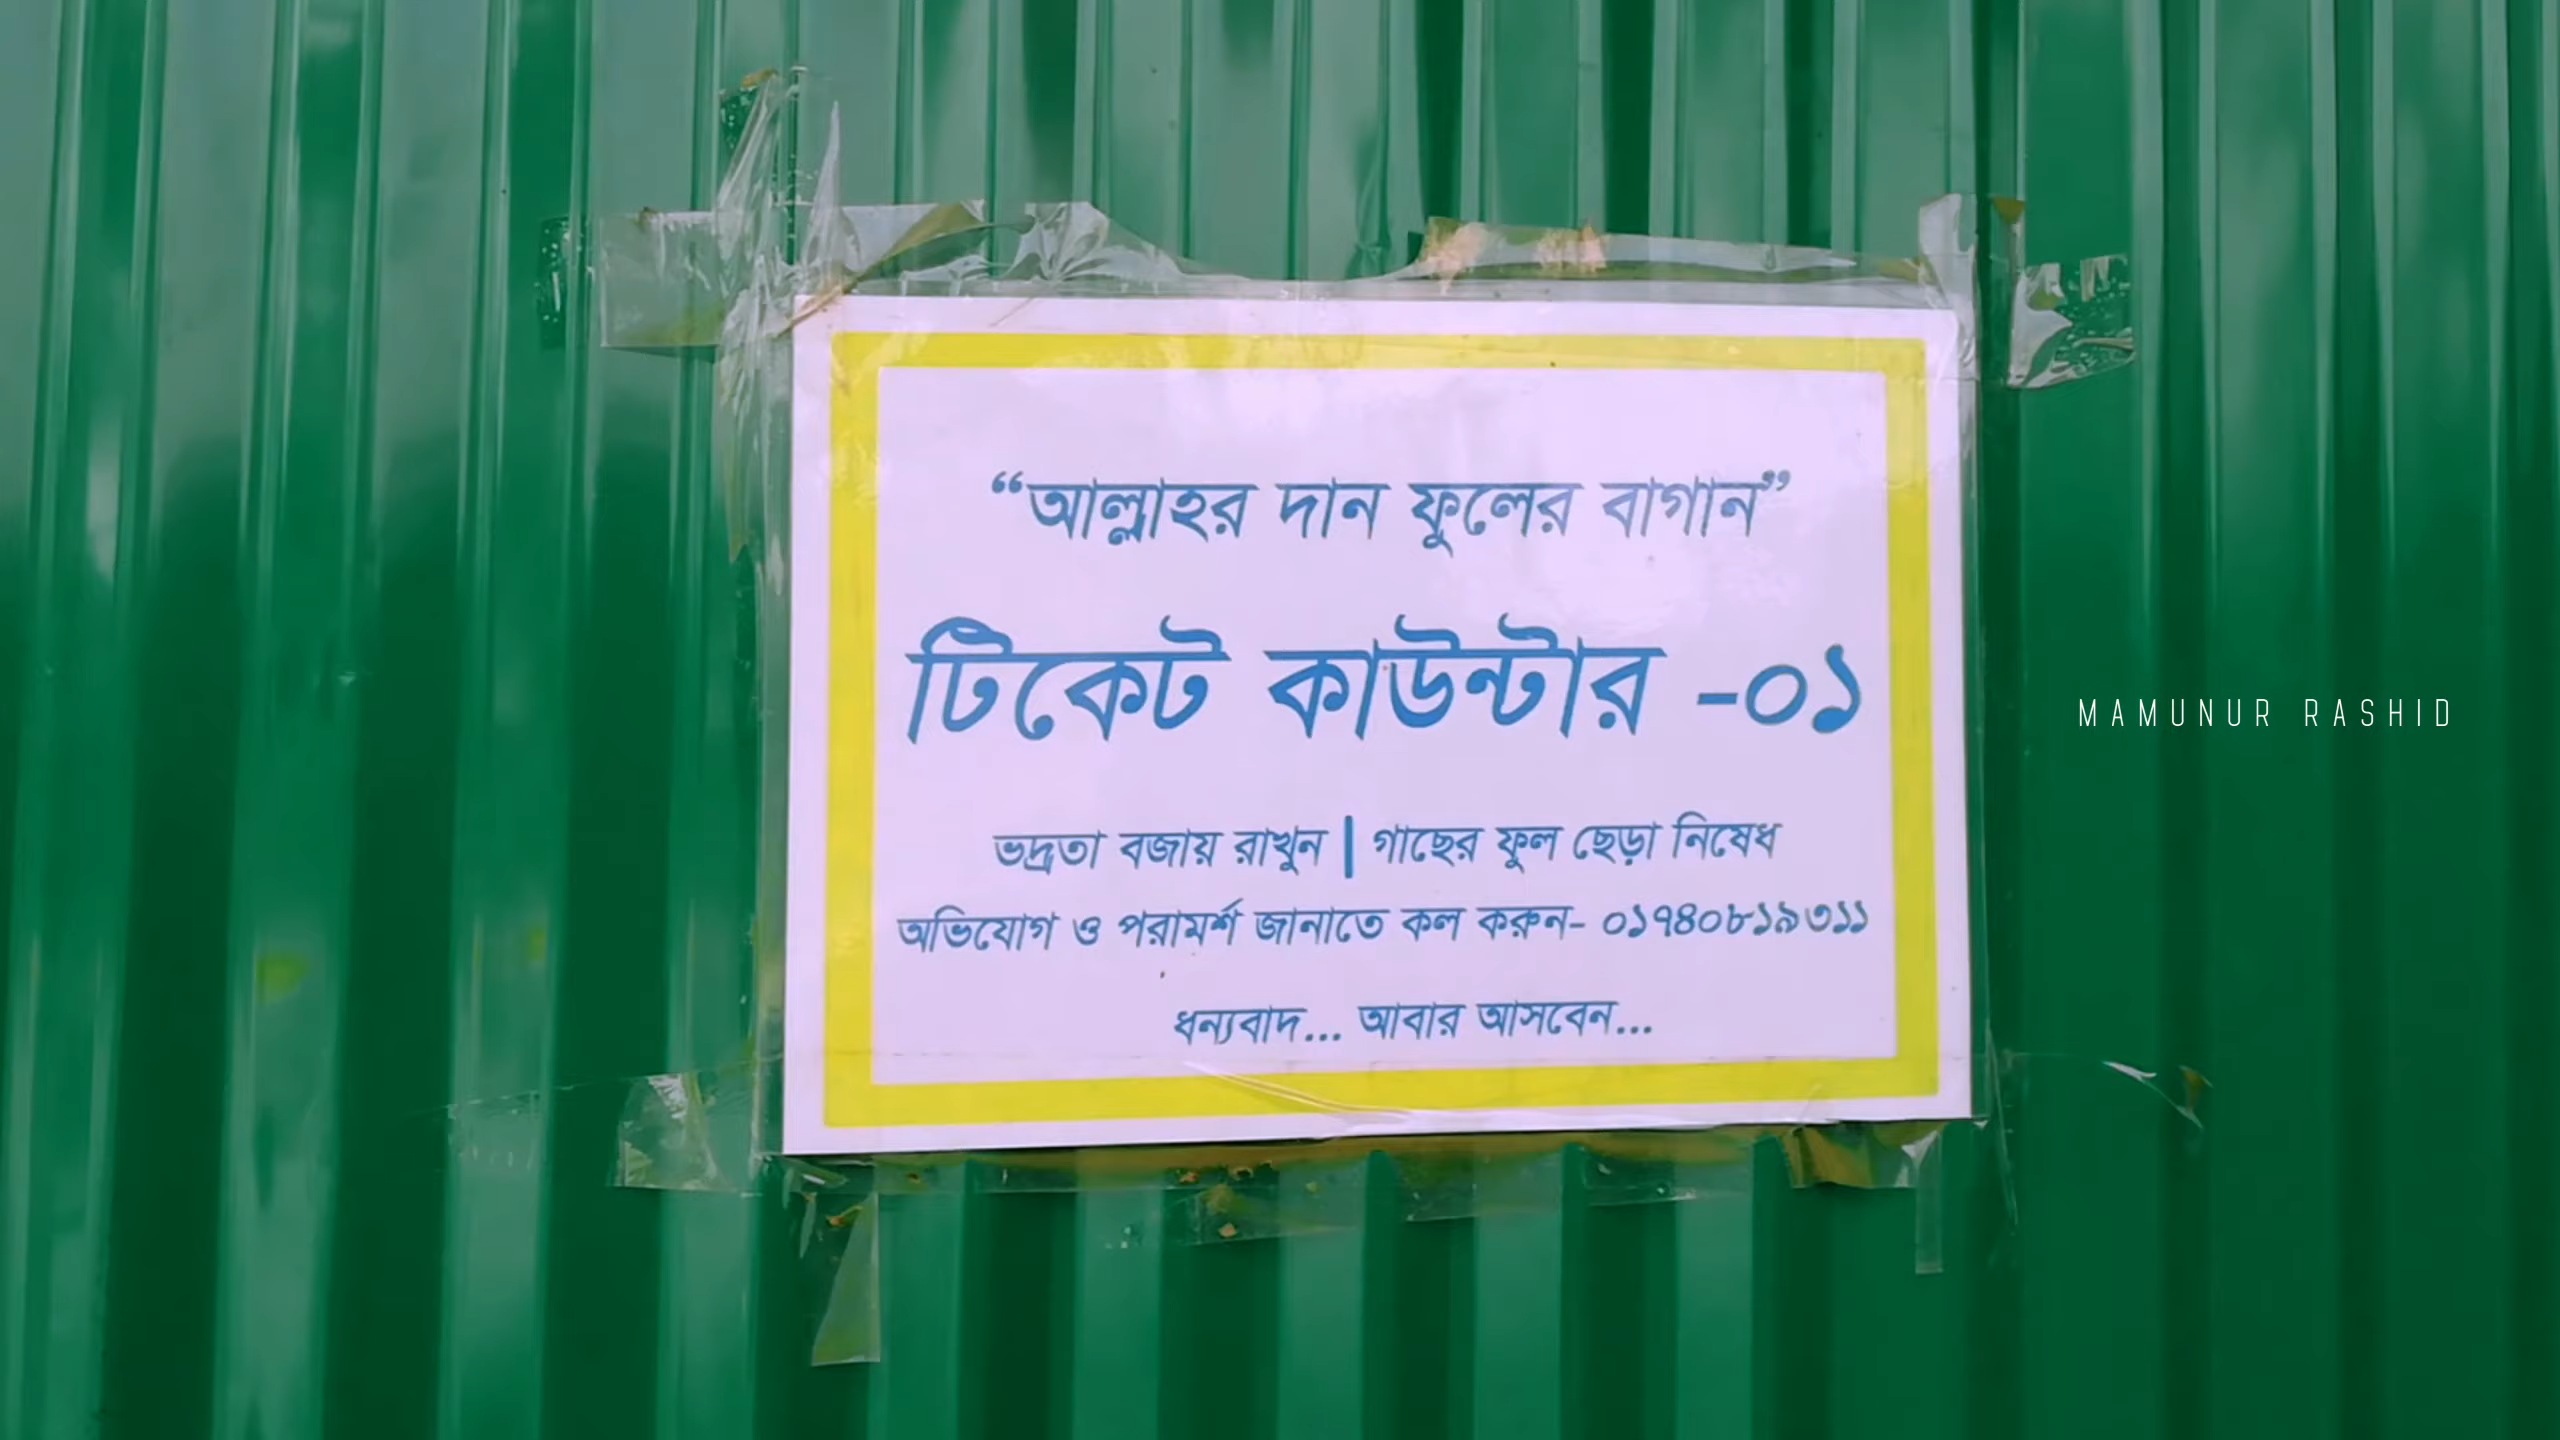 “আল্লাহর দান ফুলের বাগান”
টিকেট কাউন্টার -০১
ভদ্রতা বজায় রাখুন | গাছের ফুল ছেড়া নিষেধ
অভিযোগ ও পরামর্শ জানাতে কল করুন- ০১৭৪০৮১৯৩১১
ধন্যবাদ... আবার আসবেন...
MAMUNUR RASHID